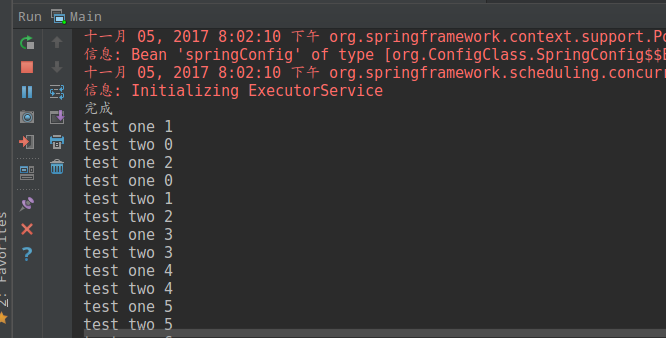 Run Main
十一月 05, 2017 8:02:10 下午 org.springframework.context.support.Po
信息: Bean 'springConfig' of type [org.ConfigClass.SpringConfig$$E
十一月 05, 2017 8:02:10 下午 org.springframework.scheduling.concurr
信息: Initializing ExecutorService
完成
test one 1
test two 0
test one 2
test one 0
test two 1
test two 2
test one 3
test two 3
test one 4
test two 4
test one 5
test two 5
2: Favorites